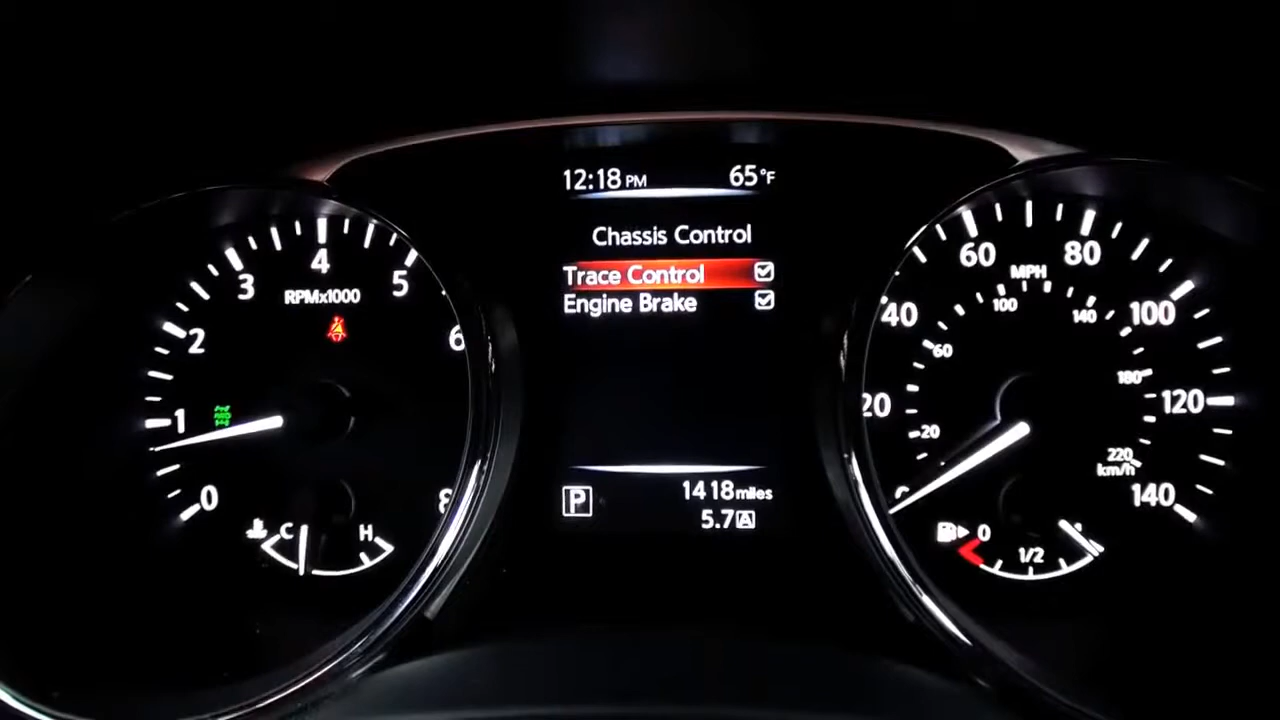 12:18 PM 65°F
Chassis Control
Trace Control
Engine Brake
P
1418 miles
5.7 A
0
1
2
3
4
5
6
8
RPMx1000
AWD
C H
0
20
40
60
80
100
120
140
MPH
20
60
100
140
180
220
km/h
0 1/2